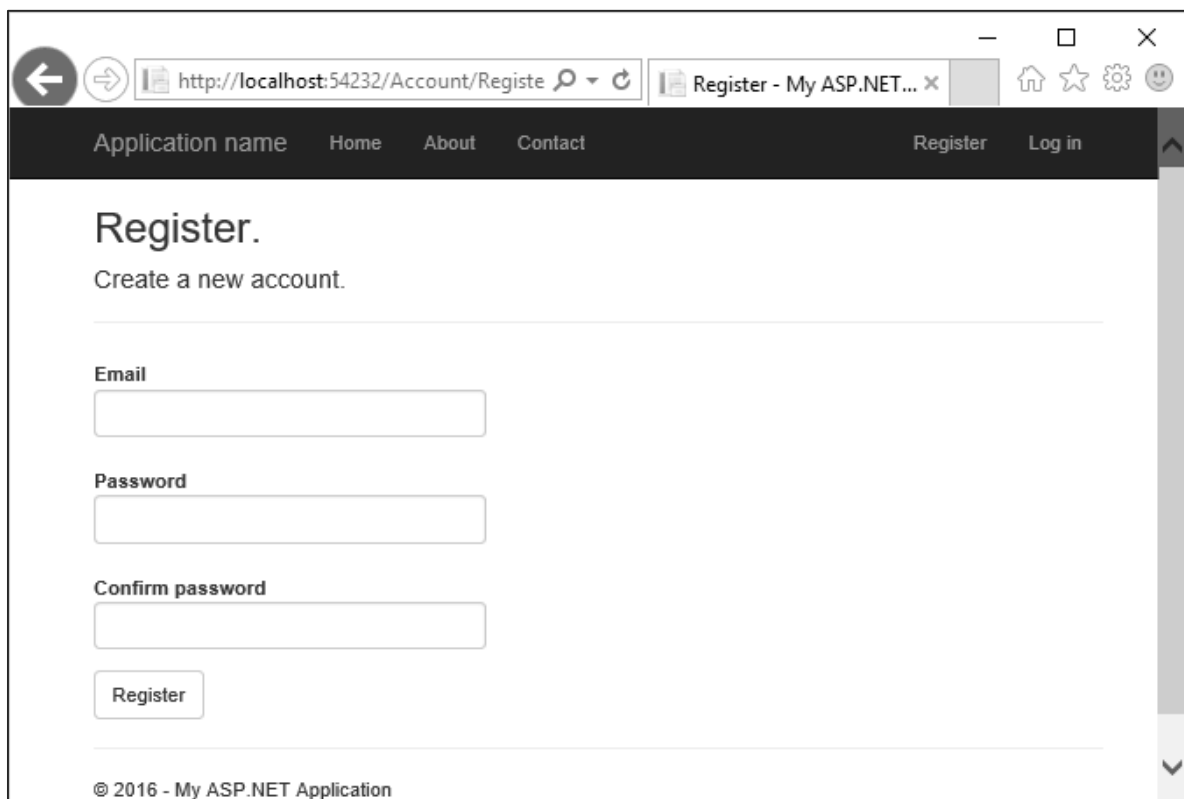 http://localhost:54232/Account/Registe
Register - My ASP.NET...
Application name Home About Contact Register Log in
Register.
Create a new account.
Email
Password
Confirm password
Register
© 2016 - My ASP.NET Application